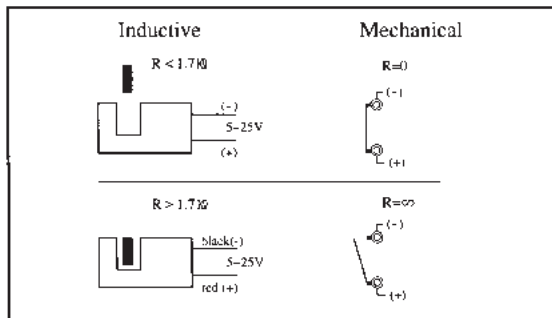 Inductive
Mechanical
R < 1.7KΩ
R=0
(-)
5-25V
(+)
(-)
(+)
R > 1.7KΩ
R=∞
black(-)
5-25V
red (+)
(-)
(+)